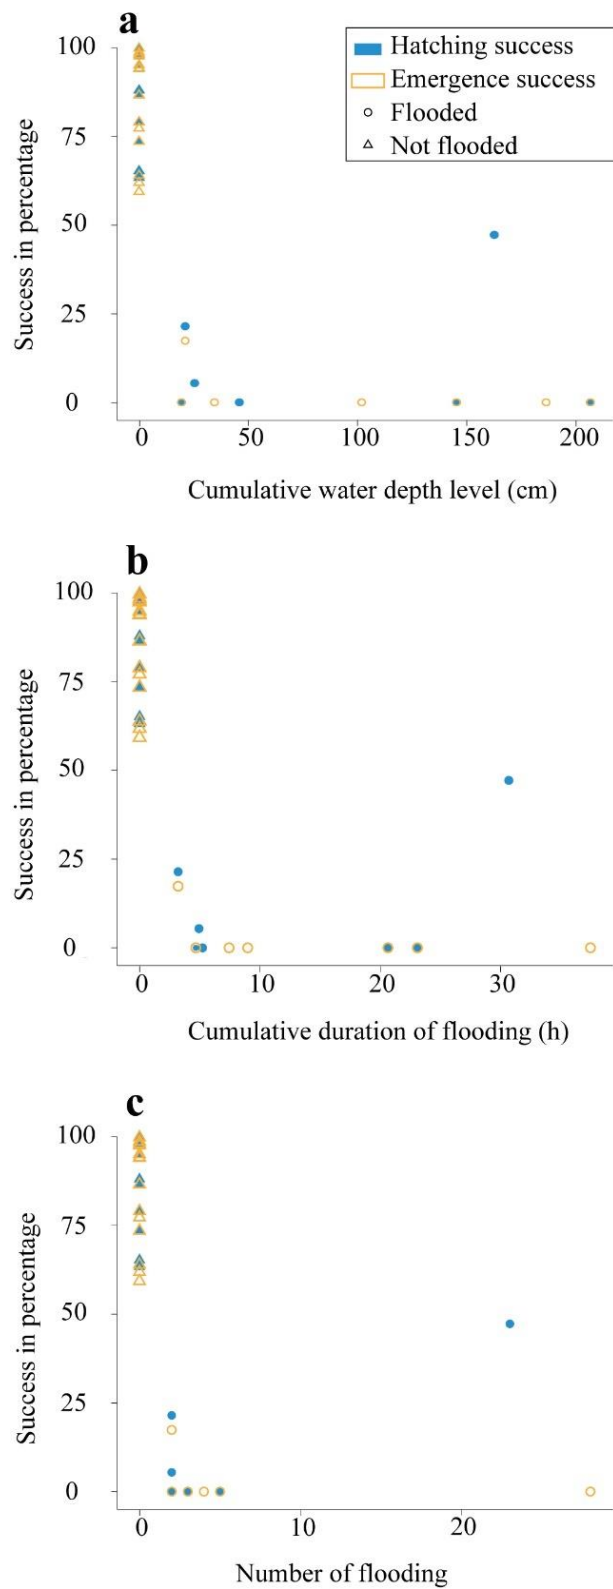 a
Hatching success
Emergence success
Flooded
Not flooded
100
75
50
25
0
Success in percentage
0 50 100 150 200
Cumulative water depth level (cm)
b
100
75
50
25
0
Success in percentage
0 10 20 30
Cumulative duration of flooding (h)
c
100
75
50
25
0
Success in percentage
0 10 20
Number of flooding